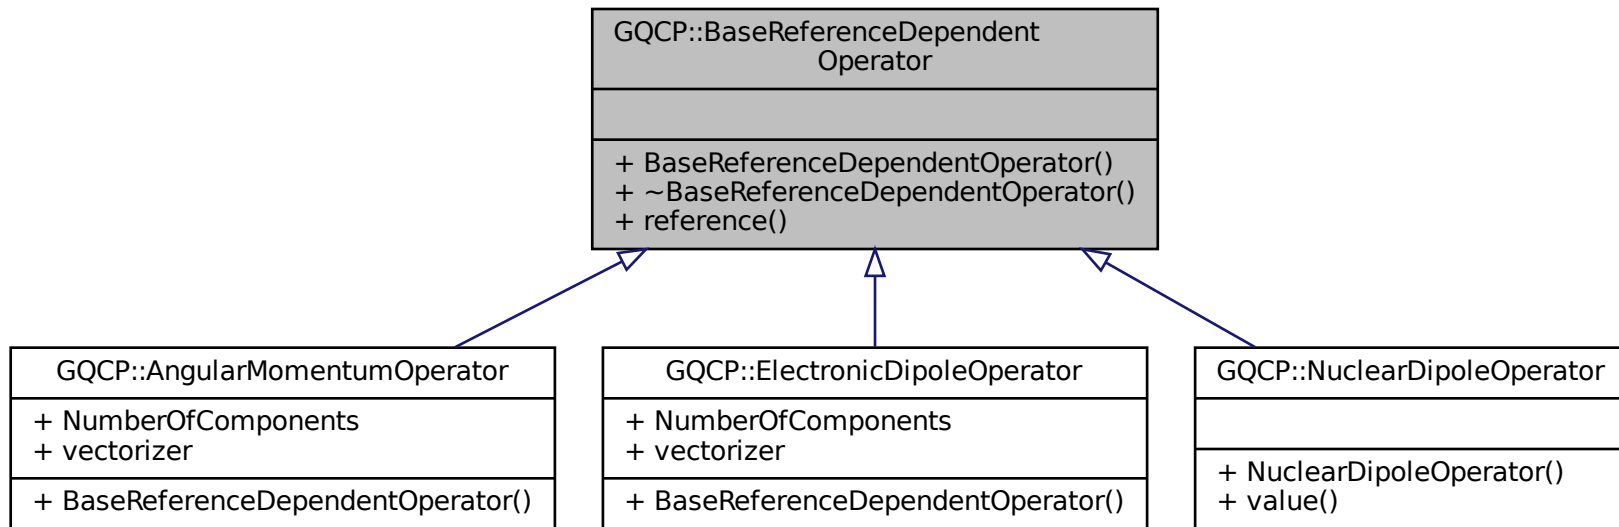 GQCP::BaseReferenceDependent
Operator
+ BaseReferenceDependentOperator()
+ ~BaseReferenceDependentOperator()
+ reference()
GQCP::AngularMomentumOperator
+ NumberOfComponents
+ vectorizer
+ BaseReferenceDependentOperator()
GQCP::ElectronicDipoleOperator
+ NumberOfComponents
+ vectorizer
+ BaseReferenceDependentOperator()
GQCP::NuclearDipoleOperator
+ NuclearDipoleOperator()
+ value()